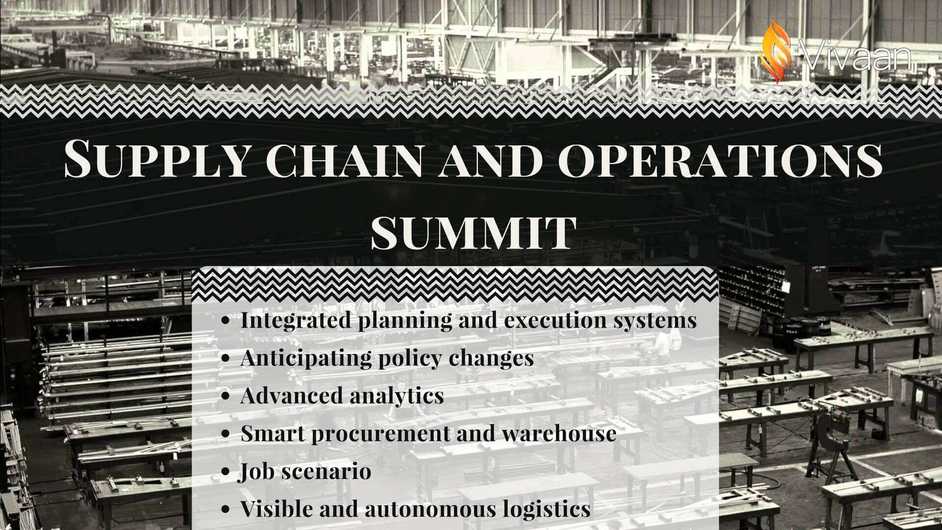 Vivaan
SUPPLY CHAIN AND OPERATIONS
SUMMIT
• Integrated planning and execution systems
• Anticipating policy changes
• Advanced analytics
• Smart procurement and warehouse
• Job scenario
• Visible and autonomous logistics